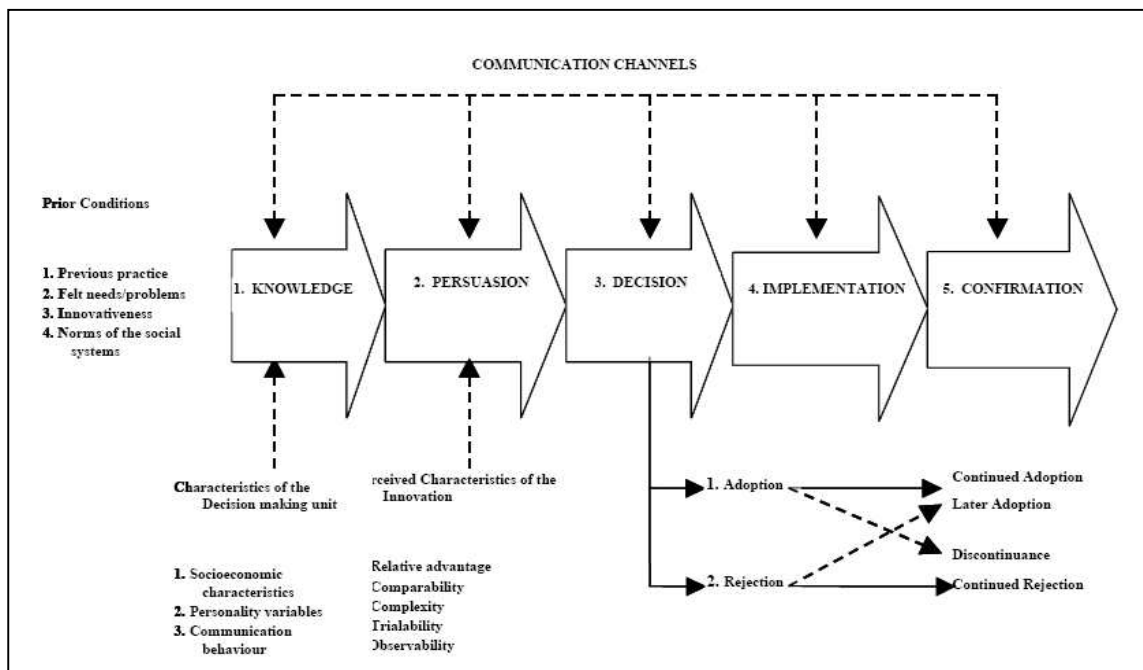 COMMUNICATION CHANNELS
Prior Conditions
1. Previous practice
2. Felt needs/problems
3. Innovativeness
4. Norms of the social
systems
1. KNOWLEDGE
2. PERSUASION
3. DECISION
4. IMPLEMENTATION
5. CONFIRMATION
Characteristics of the
Decision making unit
1. Socioeconomic
characteristics
2. Personality variables
3. Communication
behaviour
rceived Characteristics of the
Innovation
Relative advantage
Comparability
Complexity
Trialability
Observability
1. Adoption
2. Rejection
Continued Adoption
Later Adoption
Discontinuance
Continued Rejection